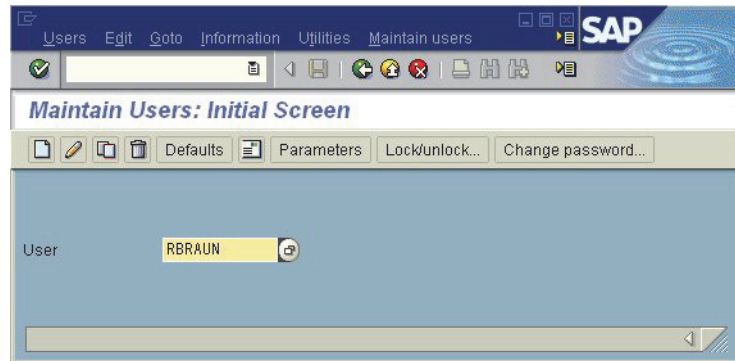 Users Edit Goto Information Utilities Maintain users
SAP
Maintain Users: Initial Screen
Defaults Parameters Lock/unlock... Change password...
User RBRAUN